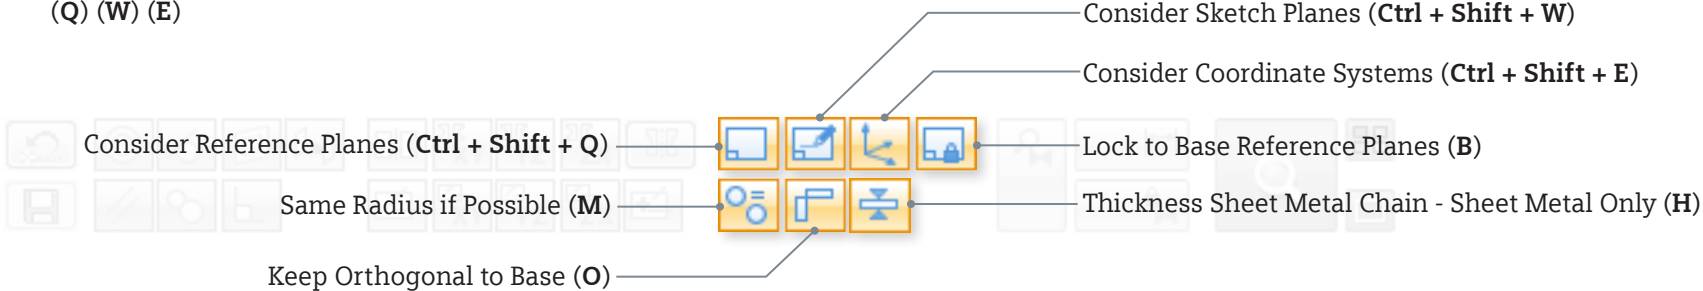 (Q) (W) (E)
Consider Sketch Planes (Ctrl + Shift + W)
Consider Coordinate Systems (Ctrl + Shift + E)
Consider Reference Planes (Ctrl + Shift + Q)
Lock to Base Reference Planes (B)
Same Radius if Possible (M)
Thickness Sheet Metal Chain - Sheet Metal Only (H)
Keep Orthogonal to Base (O)